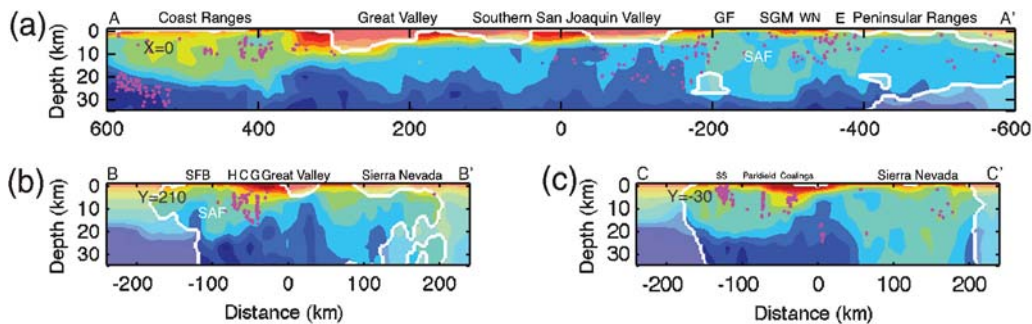 (a)
A Coast Ranges Great Valley Southern San Joaquin Valley GF SGM WN E Peninsular Ranges A'
X=0
SAF
Depth (km)
0
10
20
30
600 400 200 0 -200 -400 -600
(b)
B SFB H C G Great Valley Sierra Nevada B'
Y=210
SAF
Depth (km)
0
10
20
30
-200 -100 0 100 200
Distance (km)
(c)
C SS Parkfield Coalinga Sierra Nevada C'
Y=-30
Depth (km)
0
10
20
30
-200 -100 0 100 200
Distance (km)